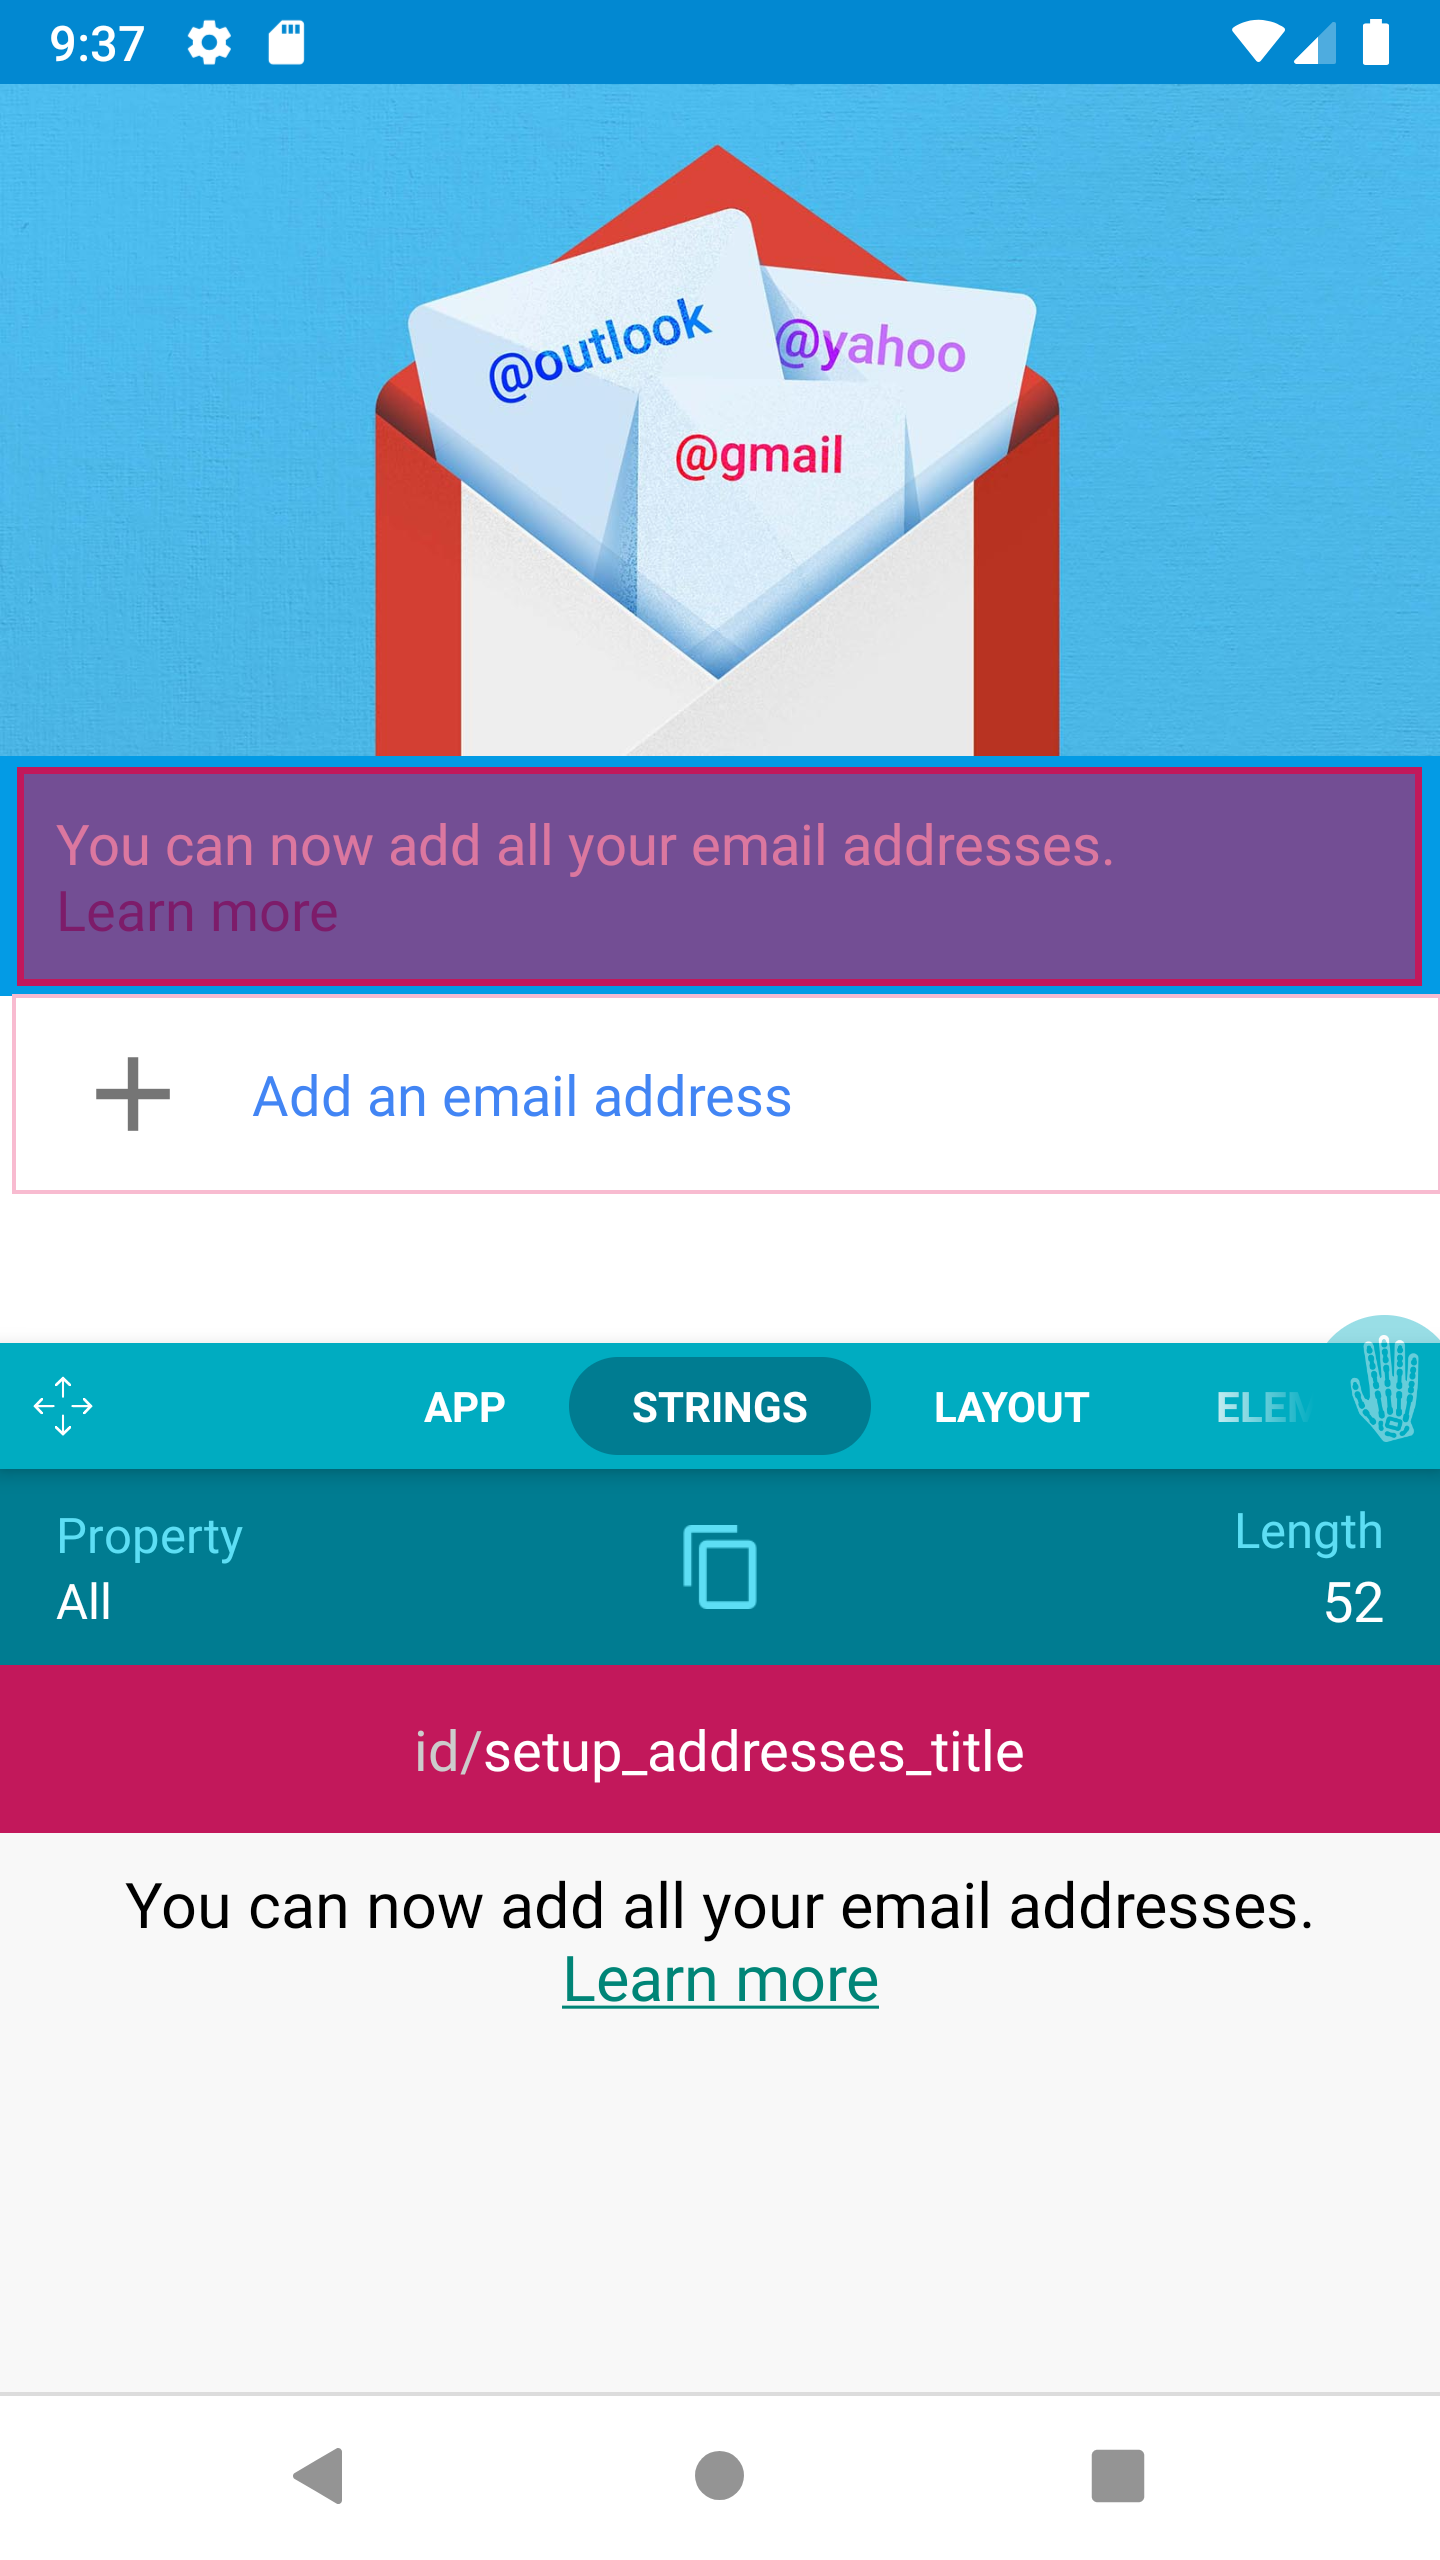 9:37
@outlook
@yahoo
@gmail
You can now add all your email addresses.
Learn more
Add an email address
APP STRINGS LAYOUT ELEM
Property
All
Length
52
id/setup_addresses_title
You can now add all your email addresses.
Learn more